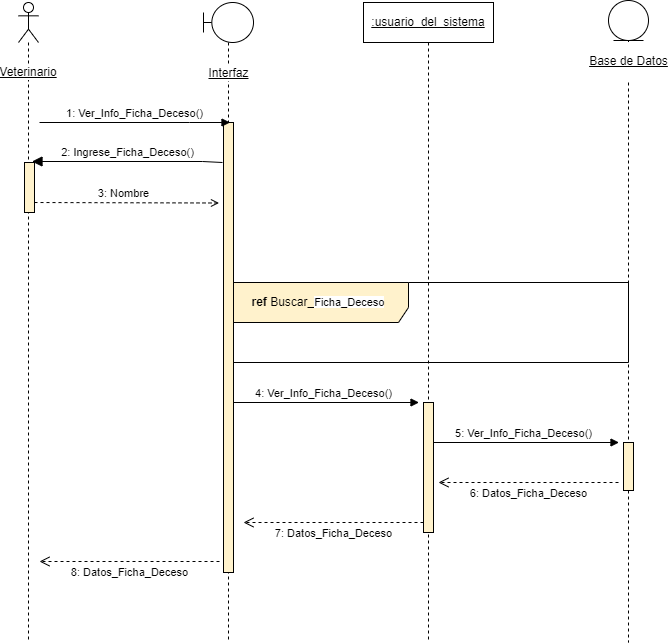 :usuario_del_sistema
Base de Datos
Veterinario
Interfaz
1: Ver_Info_Ficha_Deceso()
2: Ingrese_Ficha_Deceso()
3: Nombre
ref Buscar_Ficha_Deceso
4: Ver_Info_Ficha_Deceso()
5: Ver_Info_Ficha_Deceso()
6: Datos_Ficha_Deceso
7: Datos_Ficha_Deceso
8: Datos_Ficha_Deceso